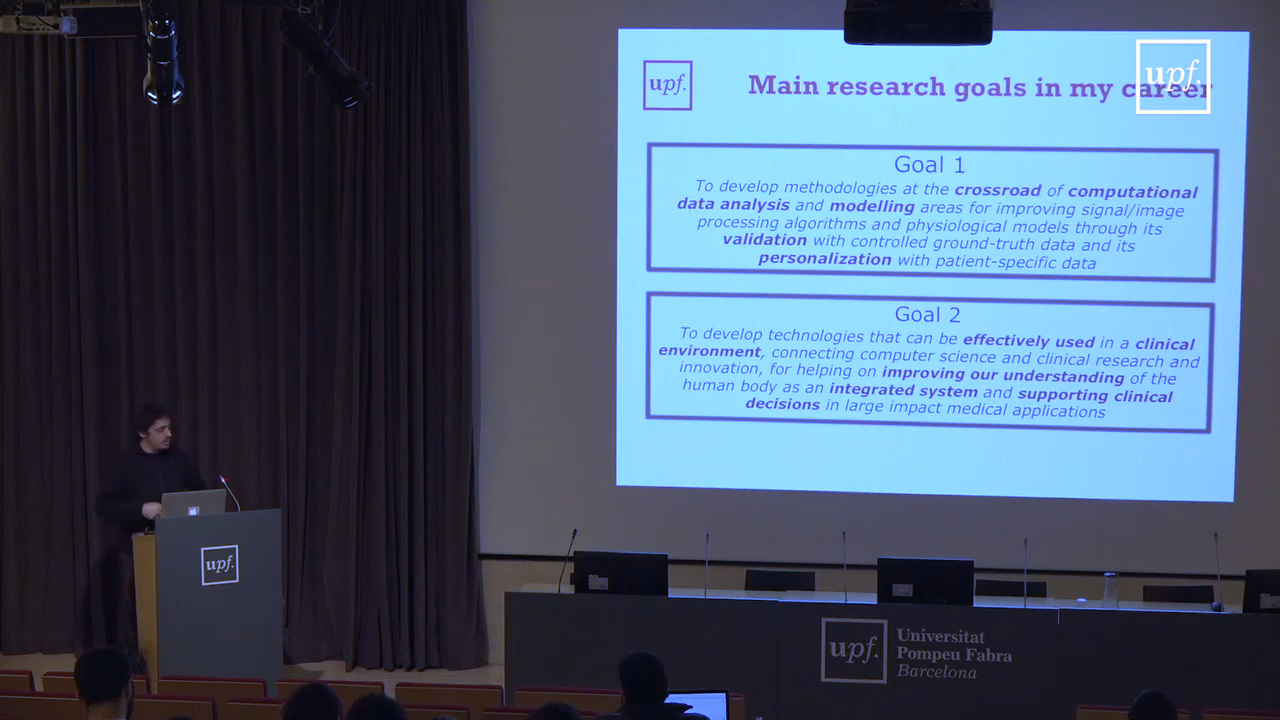 upf.
Main research goals in my career
upf.
Goal 1
To develop methodologies at the crossroad of computational
data analysis and modelling areas for improving signal/image
processing algorithms and physiological models through its
validation with controlled ground-truth data and its
personalization with patient-specific data
Goal 2
To develop technologies that can be effectively used in a clinical
environment, connecting computer science and clinical research and
innovation, for helping on improving our understanding of the
human body as an integrated system and supporting clinical
decisions in large impact medical applications
upf.
upf.
Universitat
Pompeu Fabra
Barcelona